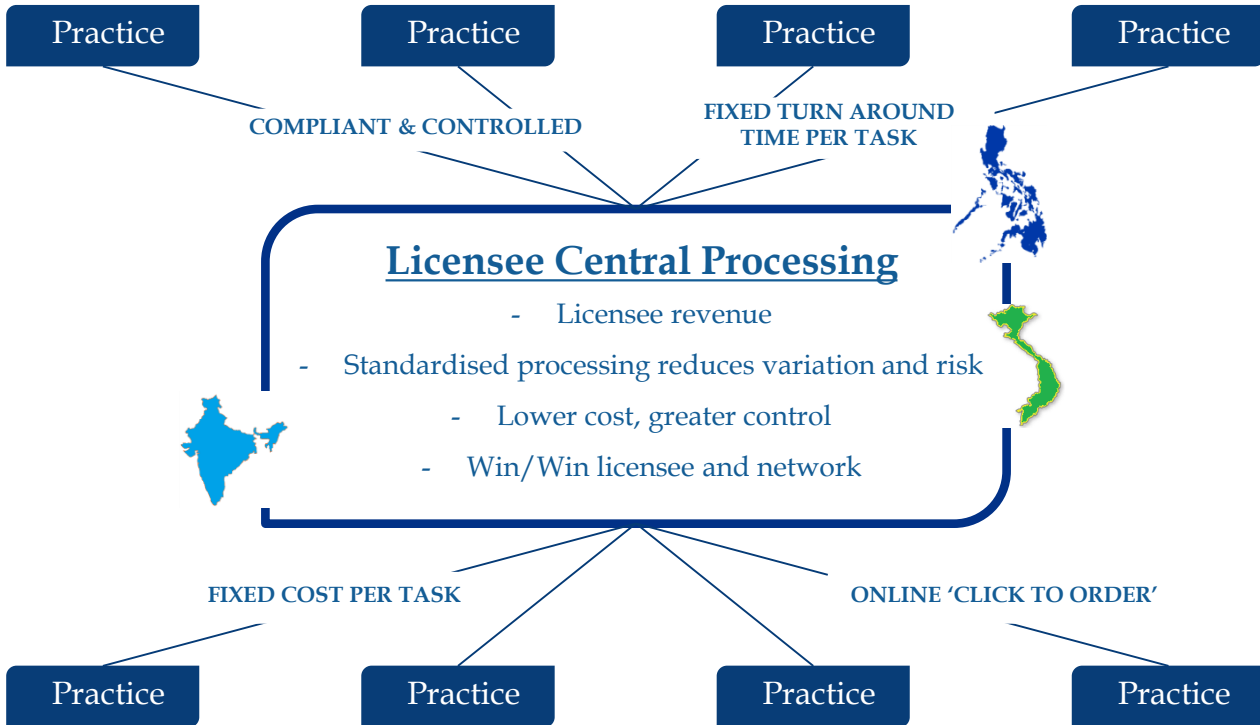 Practice
Practice
Practice
Practice
COMPLIANT & CONTROLLED
FIXED TURN AROUND
TIME PER TASK
Licensee Central Processing
- Licensee revenue
- Standardised processing reduces variation and risk
- Lower cost, greater control
- Win/Win licensee and network
FIXED COST PER TASK
ONLINE ‘CLICK TO ORDER’
Practice
Practice
Practice
Practice